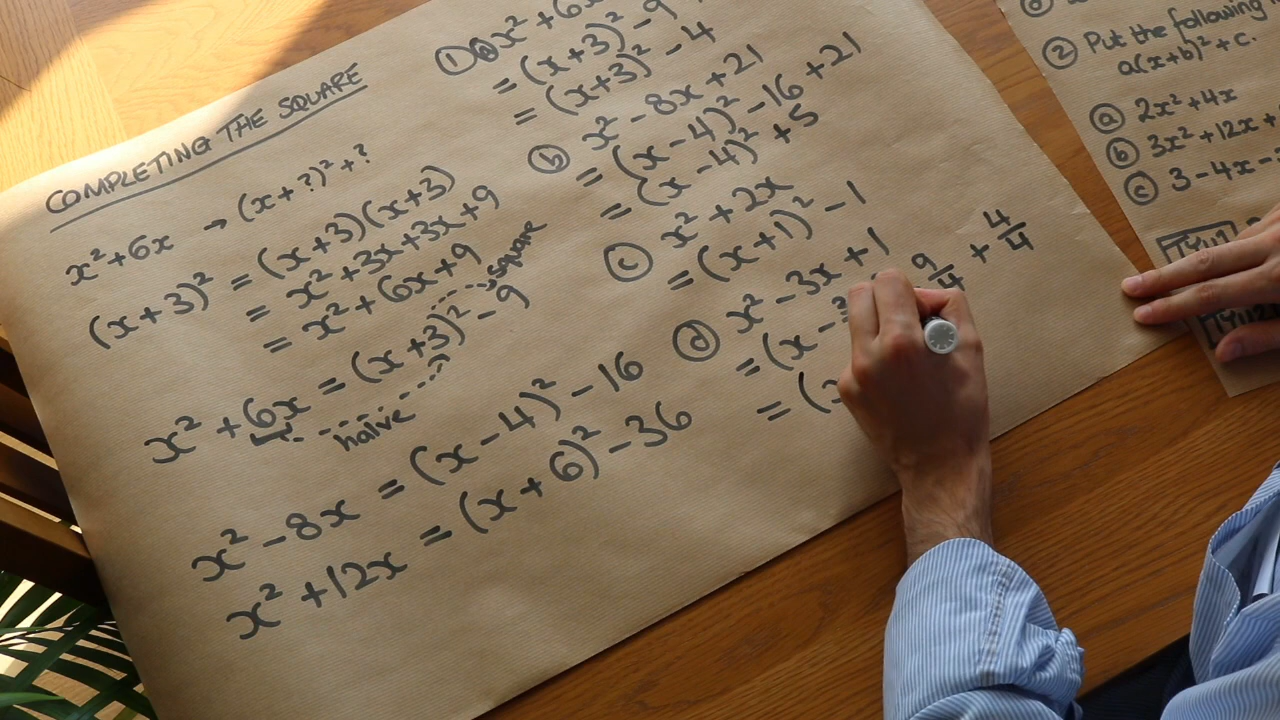 COMPLETING THE SQUARE
x² + 6x → (x + ?)² + ?
(x + 3)² = (x + 3)(x + 3)
= x² + 3x + 3x + 9
= x² + 6x + 9
x² + 6x = (x + 3)² - 9
halve
square
x² - 8x = (x - 4)² - 16
x² + 12x = (x + 6)² - 36
① ⓐ x² + 6x
= (x + 3)² - 9
= (x + 3)² - 4
ⓑ x² - 8x + 21
= (x - 4)² - 16 + 21
= (x - 4)² + 5
ⓒ x² + 2x
= (x + 1)² - 1
ⓓ x² - 3x + 1
= (x - 9/4 + 4/4
= (x
② Put the following
a(x + b)² + c.
ⓐ 2x² + 4x
ⓑ 3x² + 12x +
ⓒ 3 - 4x -